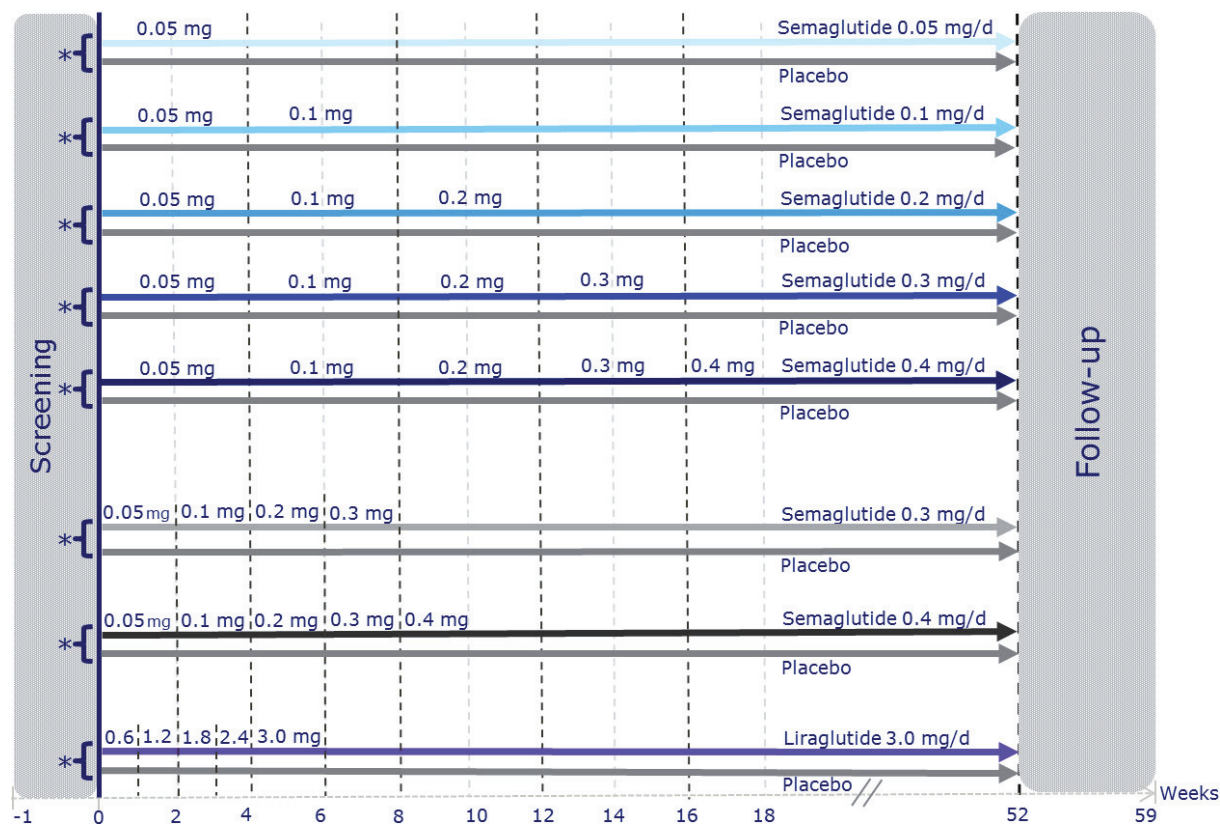 Screening
Follow-up
0.05 mg Semaglutide 0.05 mg/d
* Placebo
0.05 mg 0.1 mg Semaglutide 0.1 mg/d
* Placebo
0.05 mg 0.1 mg 0.2 mg Semaglutide 0.2 mg/d
* Placebo
0.05 mg 0.1 mg 0.2 mg 0.3 mg Semaglutide 0.3 mg/d
* Placebo
0.05 mg 0.1 mg 0.2 mg 0.3 mg 0.4 mg Semaglutide 0.4 mg/d
* Placebo
0.05 mg 0.1 mg 0.2 mg 0.3 mg Semaglutide 0.3 mg/d
* Placebo
0.05 mg 0.1 mg 0.2 mg 0.3 mg 0.4 mg Semaglutide 0.4 mg/d
* Placebo
0.6 1.2 1.8 2.4 3.0 mg Liraglutide 3.0 mg/d
* Placebo
Weeks
-1 0 2 4 6 8 10 12 14 16 18 // 52 59